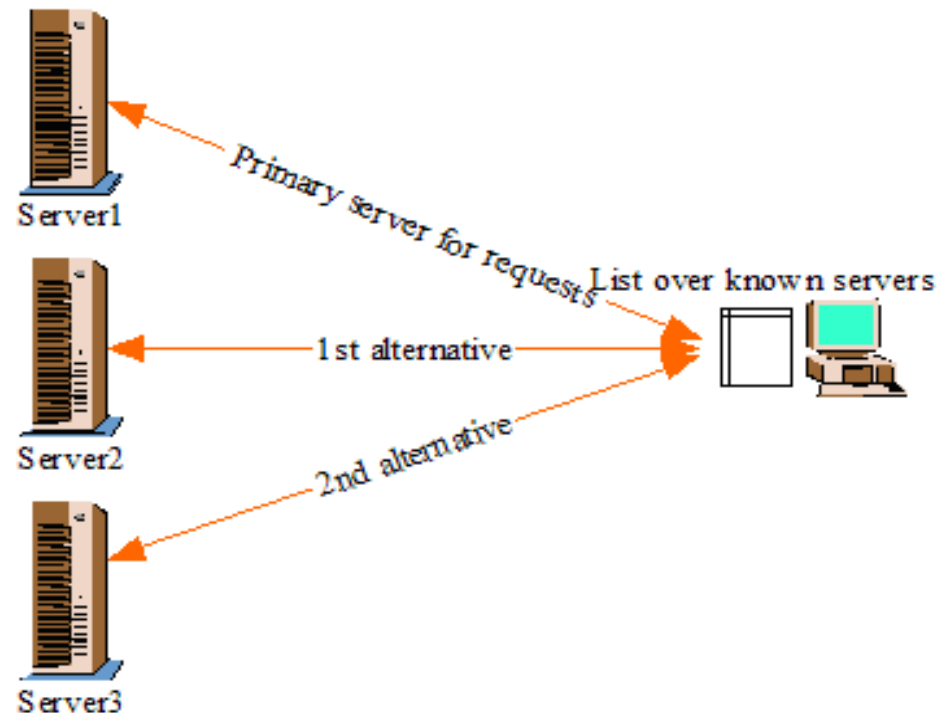 Server1
Primary server for requests
List over known servers
1st alternative
Server2
2nd alternative
Server3